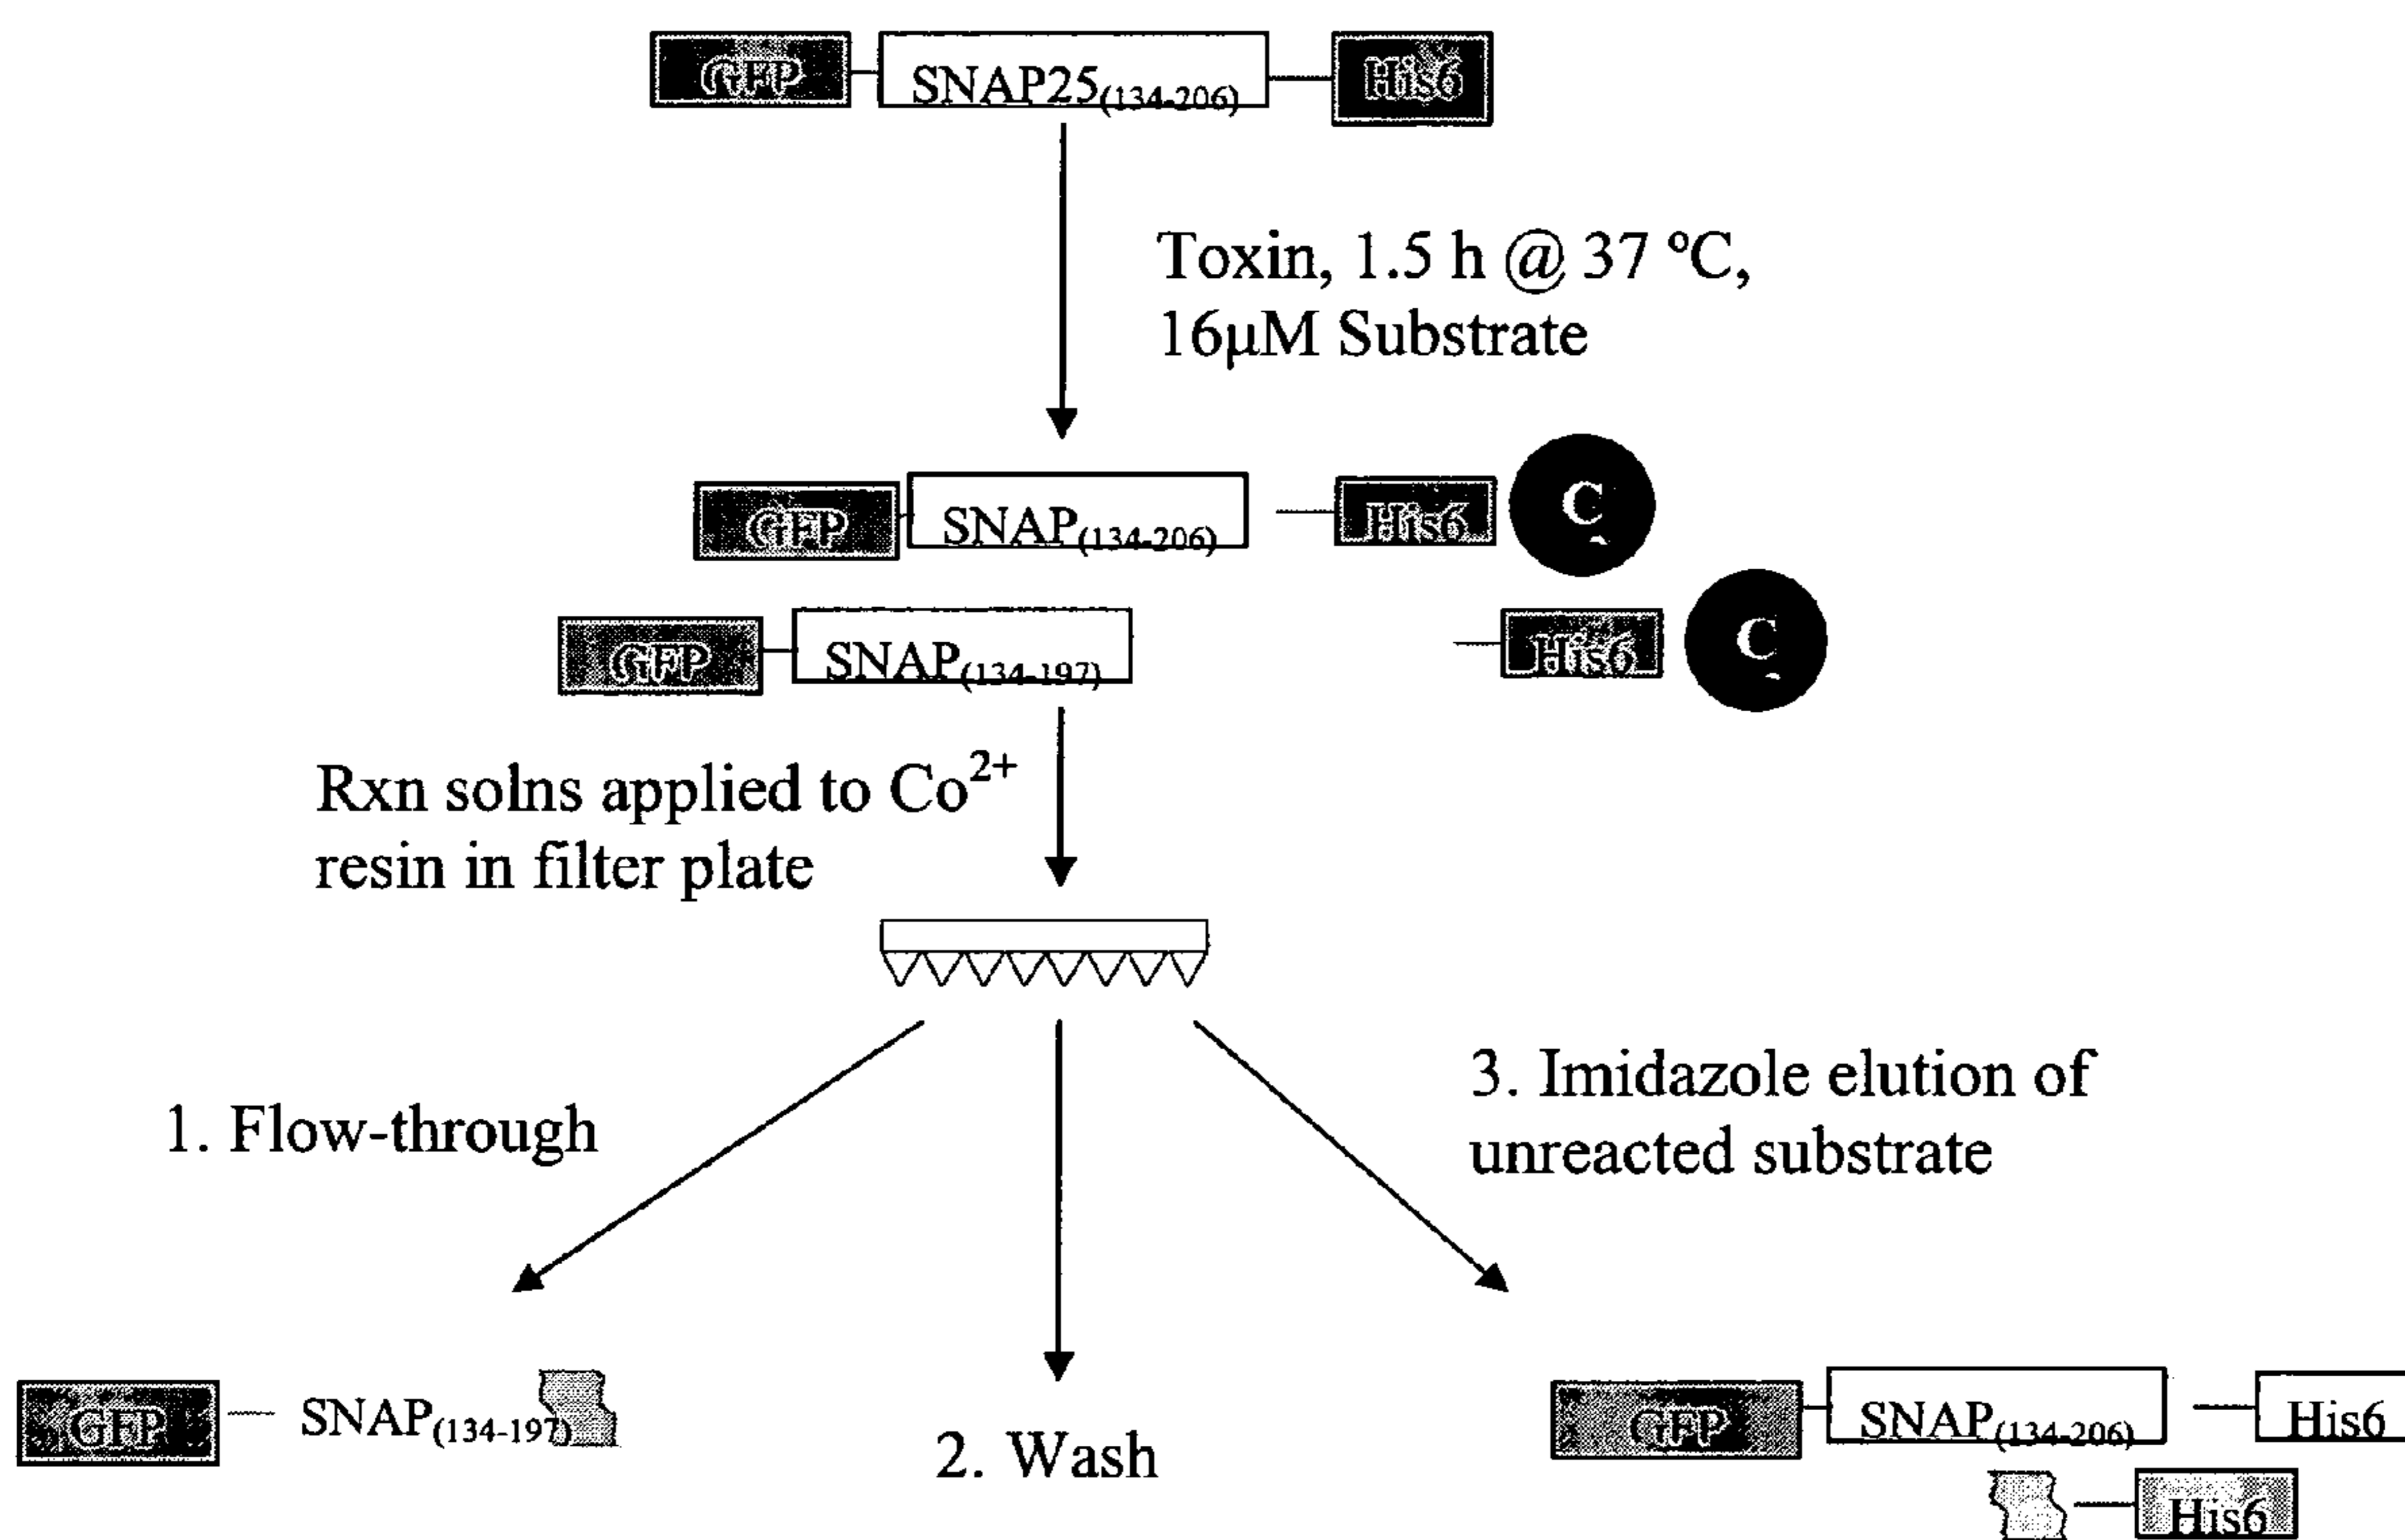 GFP SNAP25(134-206) His6
Toxin, 1.5 h @ 37 ºC,
16µM Substrate
GFP SNAP(134-206) His6 C
GFP SNAP(134-197) His6 C
Rxn solns applied to Co2+
resin in filter plate
1. Flow-through
3. Imidazole elution of
unreacted substrate
GFP SNAP(134-197)
2. Wash
GFP SNAP(134-206) His6
His6